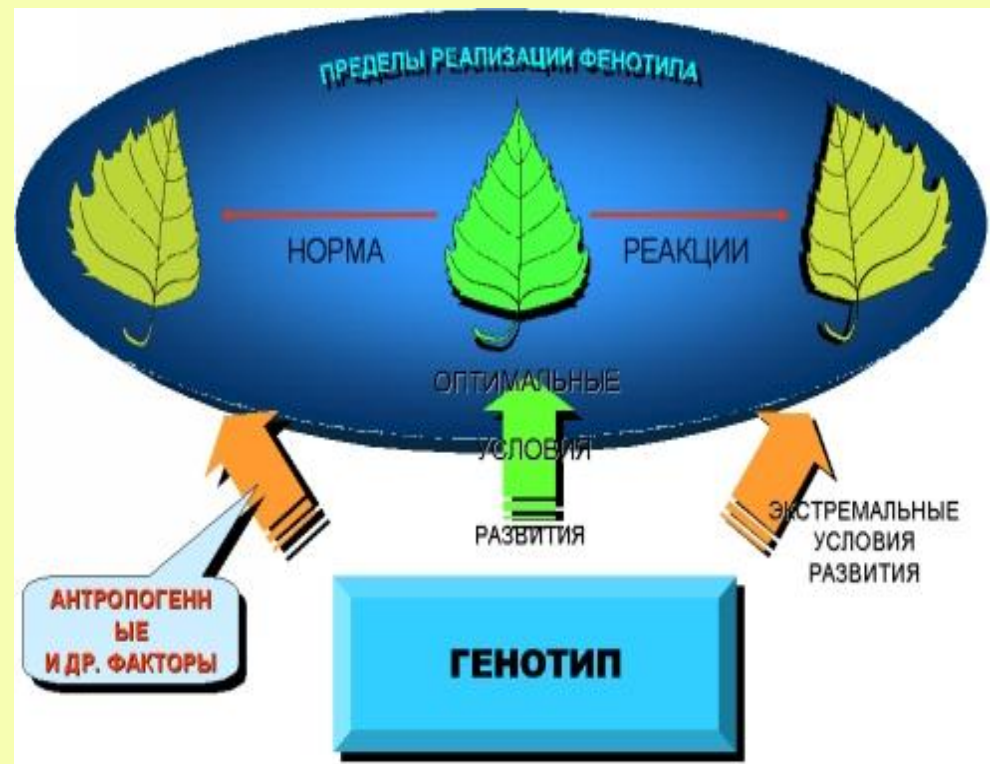 ПРЕДЕЛЫ РЕАЛИЗАЦИИ ФЕНОТИПА
НОРМА
РЕАКЦИИ
ОПТИМАЛЬНЫЕ
УСЛОВИЯ
РАЗВИТИЯ
ЭКСТРЕМАЛЬНЫЕ
УСЛОВИЯ
РАЗВИТИЯ
АНТРОПОГЕНН
ЫЕ
И ДР. ФАКТОРЫ
ГЕНОТИП